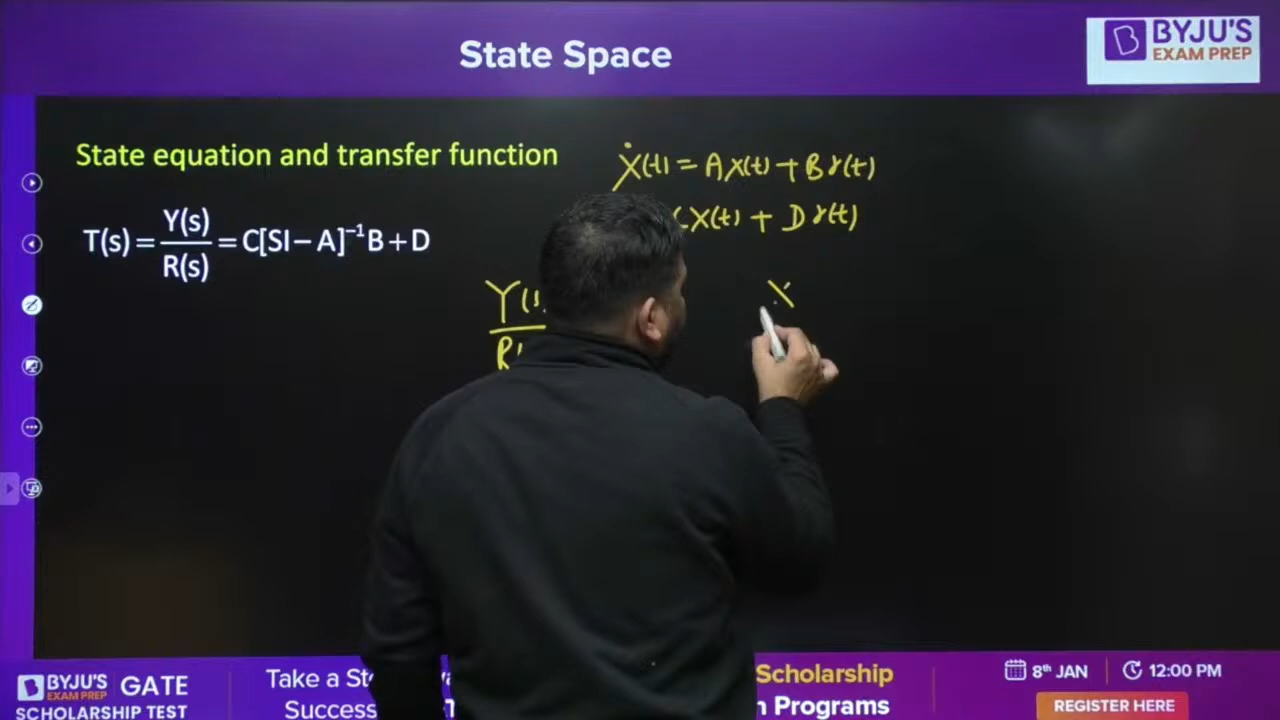 State Space
BYJU'S
EXAM PREP
State equation and transfer function
Ẋ(t) = AX(t) + Br(t)
CX(t) + Dr(t)
T(s) = Y(s)/R(s) = C[SI – A]⁻¹B + D
Y(s
R(
X
BYJU'S
EXAM PREP
GATE
SCHOLARSHIP TEST
Take a
Success
Scholarship
Programs
8th JAN
12:00 PM
REGISTER HERE